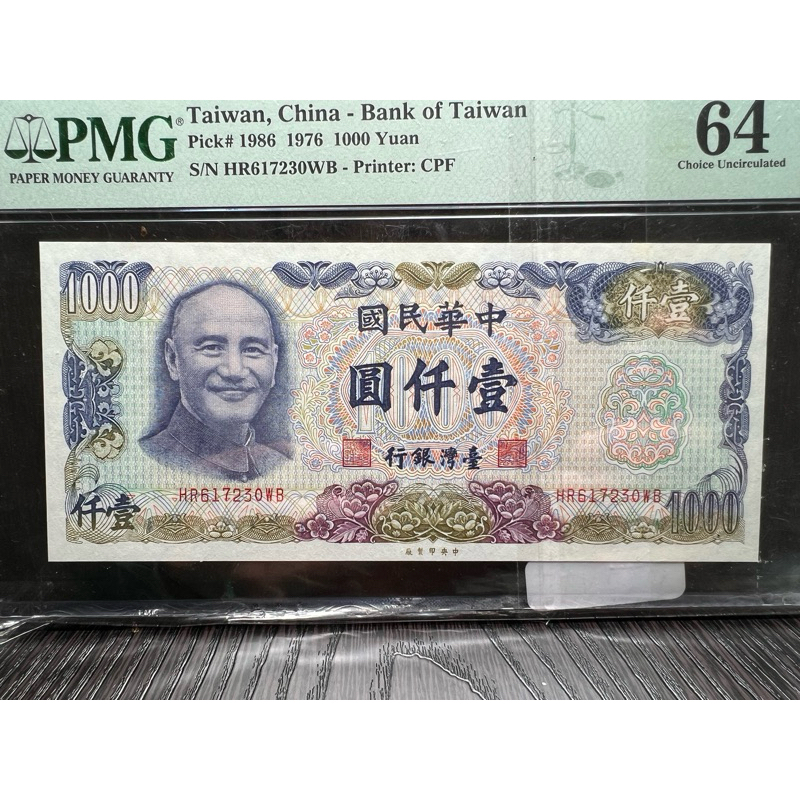 PMG®
PAPER MONEY GUARANTY
Taiwan, China - Bank of Taiwan
Pick# 1986 1976 1000 Yuan
S/N HR617230WB - Printer: CPF
64
Choice Uncirculated
1000
仟壹
國民華中
圓仟壹
行銀灣臺
HR617230WB
HR617230WB
仟壹
1000
廠製印央中